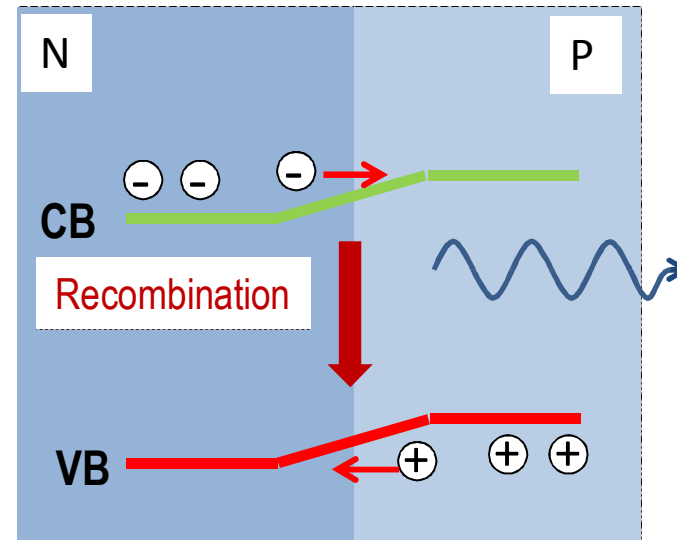 N
P
- - -
CB
Recombination
VB
+ + +